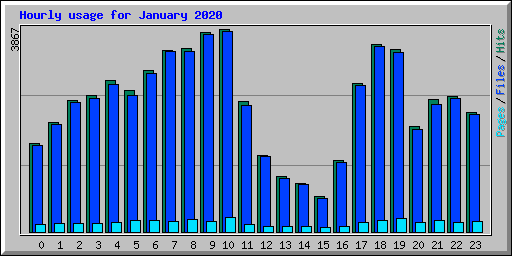 Hourly usage for January 2020
3867
Pages/Files/Hits
0 1 2 3 4 5 6 7 8 9 10 11 12 13 14 15 16 17 18 19 20 21 22 23